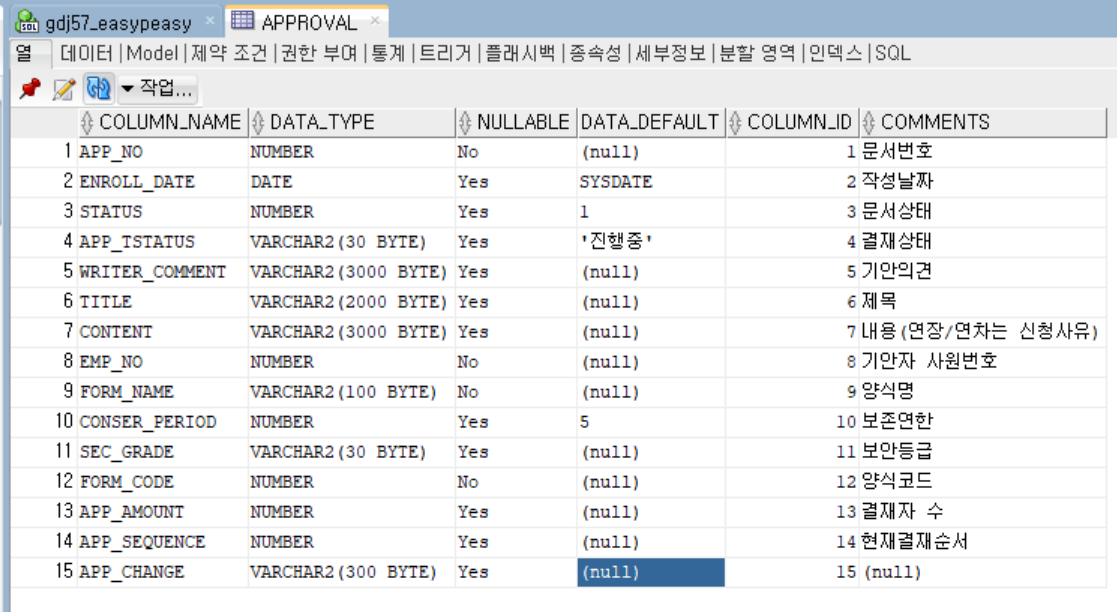 gdj57_easypeasy × APPROVAL ×
열 데이터|Model|제약 조건|권한 부여|통계|트리거|플래시백|종속성|세부정보|분할 영역|인덱스|SQL
작업...
COLUMN_NAME DATA_TYPE NULLABLE DATA_DEFAULT COLUMN_ID COMMENTS
1 APP_NO NUMBER No (null) 1 문서번호
2 ENROLL_DATE DATE Yes SYSDATE 2 작성날짜
3 STATUS NUMBER Yes 1 3 문서상태
4 APP_TSTATUS VARCHAR2(30 BYTE) Yes '진행중' 4 결재상태
5 WRITER_COMMENT VARCHAR2(3000 BYTE) Yes (null) 5 기안의견
6 TITLE VARCHAR2(2000 BYTE) Yes (null) 6 제목
7 CONTENT VARCHAR2(3000 BYTE) Yes (null) 7 내용(연장/연차는 신청사유)
8 EMP_NO NUMBER No (null) 8 기안자 사원번호
9 FORM_NAME VARCHAR2(100 BYTE) No (null) 9 양식명
10 CONSER_PERIOD NUMBER Yes 5 10 보존연한
11 SEC_GRADE VARCHAR2(30 BYTE) Yes (null) 11 보안등급
12 FORM_CODE NUMBER No (null) 12 양식코드
13 APP_AMOUNT NUMBER Yes (null) 13 결재자 수
14 APP_SEQUENCE NUMBER Yes (null) 14 현재결재순서
15 APP_CHANGE VARCHAR2(300 BYTE) Yes (null) 15 (null)